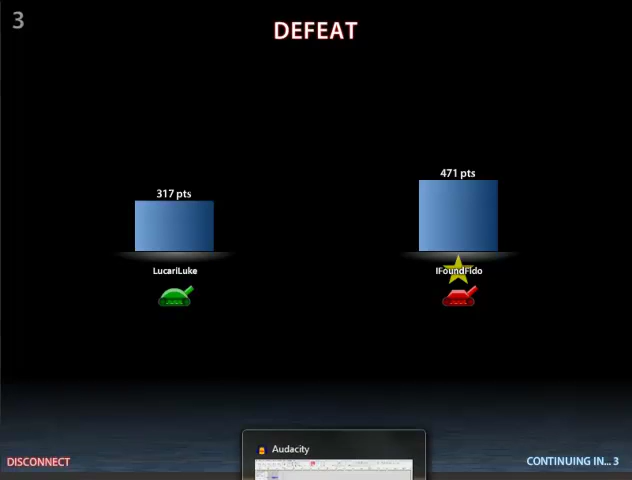 3
DEFEAT
317 pts
471 pts
LucariLuke
IFoundFido
Audacity
DISCONNECT
CONTINUING IN... 3